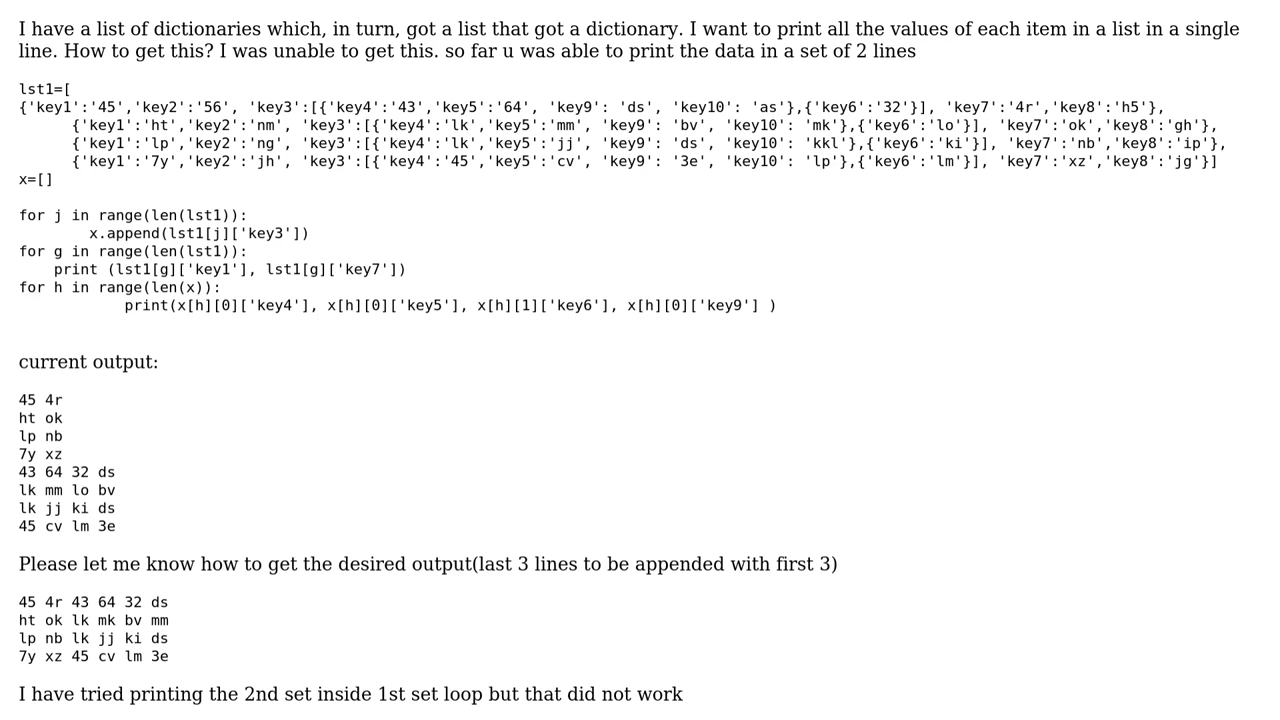 I have a list of dictionaries which, in turn, got a list that got a dictionary. I want to print all the values of each item in a list in a single
line. How to get this? I was unable to get this. so far u was able to print the data in a set of 2 lines
lst1=[
{'key1':'45','key2':'56', 'key3':[{'key4':'43','key5':'64', 'key9': 'ds', 'key10': 'as'},{'key6':'32'}], 'key7':'4r','key8':'h5'},
      {'key1':'ht','key2':'nm', 'key3':[{'key4':'lk','key5':'mm', 'key9': 'bv', 'key10': 'mk'},{'key6':'lo'}], 'key7':'ok','key8':'gh'},
      {'key1':'lp','key2':'ng', 'key3':[{'key4':'lk','key5':'jj', 'key9': 'ds', 'key10': 'kkl'},{'key6':'ki'}], 'key7':'nb','key8':'ip'},
      {'key1':'7y','key2':'jh', 'key3':[{'key4':'45','key5':'cv', 'key9': '3e', 'key10': 'lp'},{'key6':'lm'}], 'key7':'xz','key8':'jg'}]
x=[]
for j in range(len(lst1)):
        x.append(lst1[j]['key3'])
for g in range(len(lst1)):
    print (lst1[g]['key1'], lst1[g]['key7'])
for h in range(len(x)):
            print(x[h][0]['key4'], x[h][0]['key5'], x[h][1]['key6'], x[h][0]['key9'] )
current output:
45 4r
ht ok
lp nb
7y xz
43 64 32 ds
lk mm lo bv
lk jj ki ds
45 cv lm 3e
Please let me know how to get the desired output(last 3 lines to be appended with first 3)
45 4r 43 64 32 ds
ht ok lk mk bv mm
lp nb lk jj ki ds
7y xz 45 cv lm 3e
I have tried printing the 2nd set inside 1st set loop but that did not work